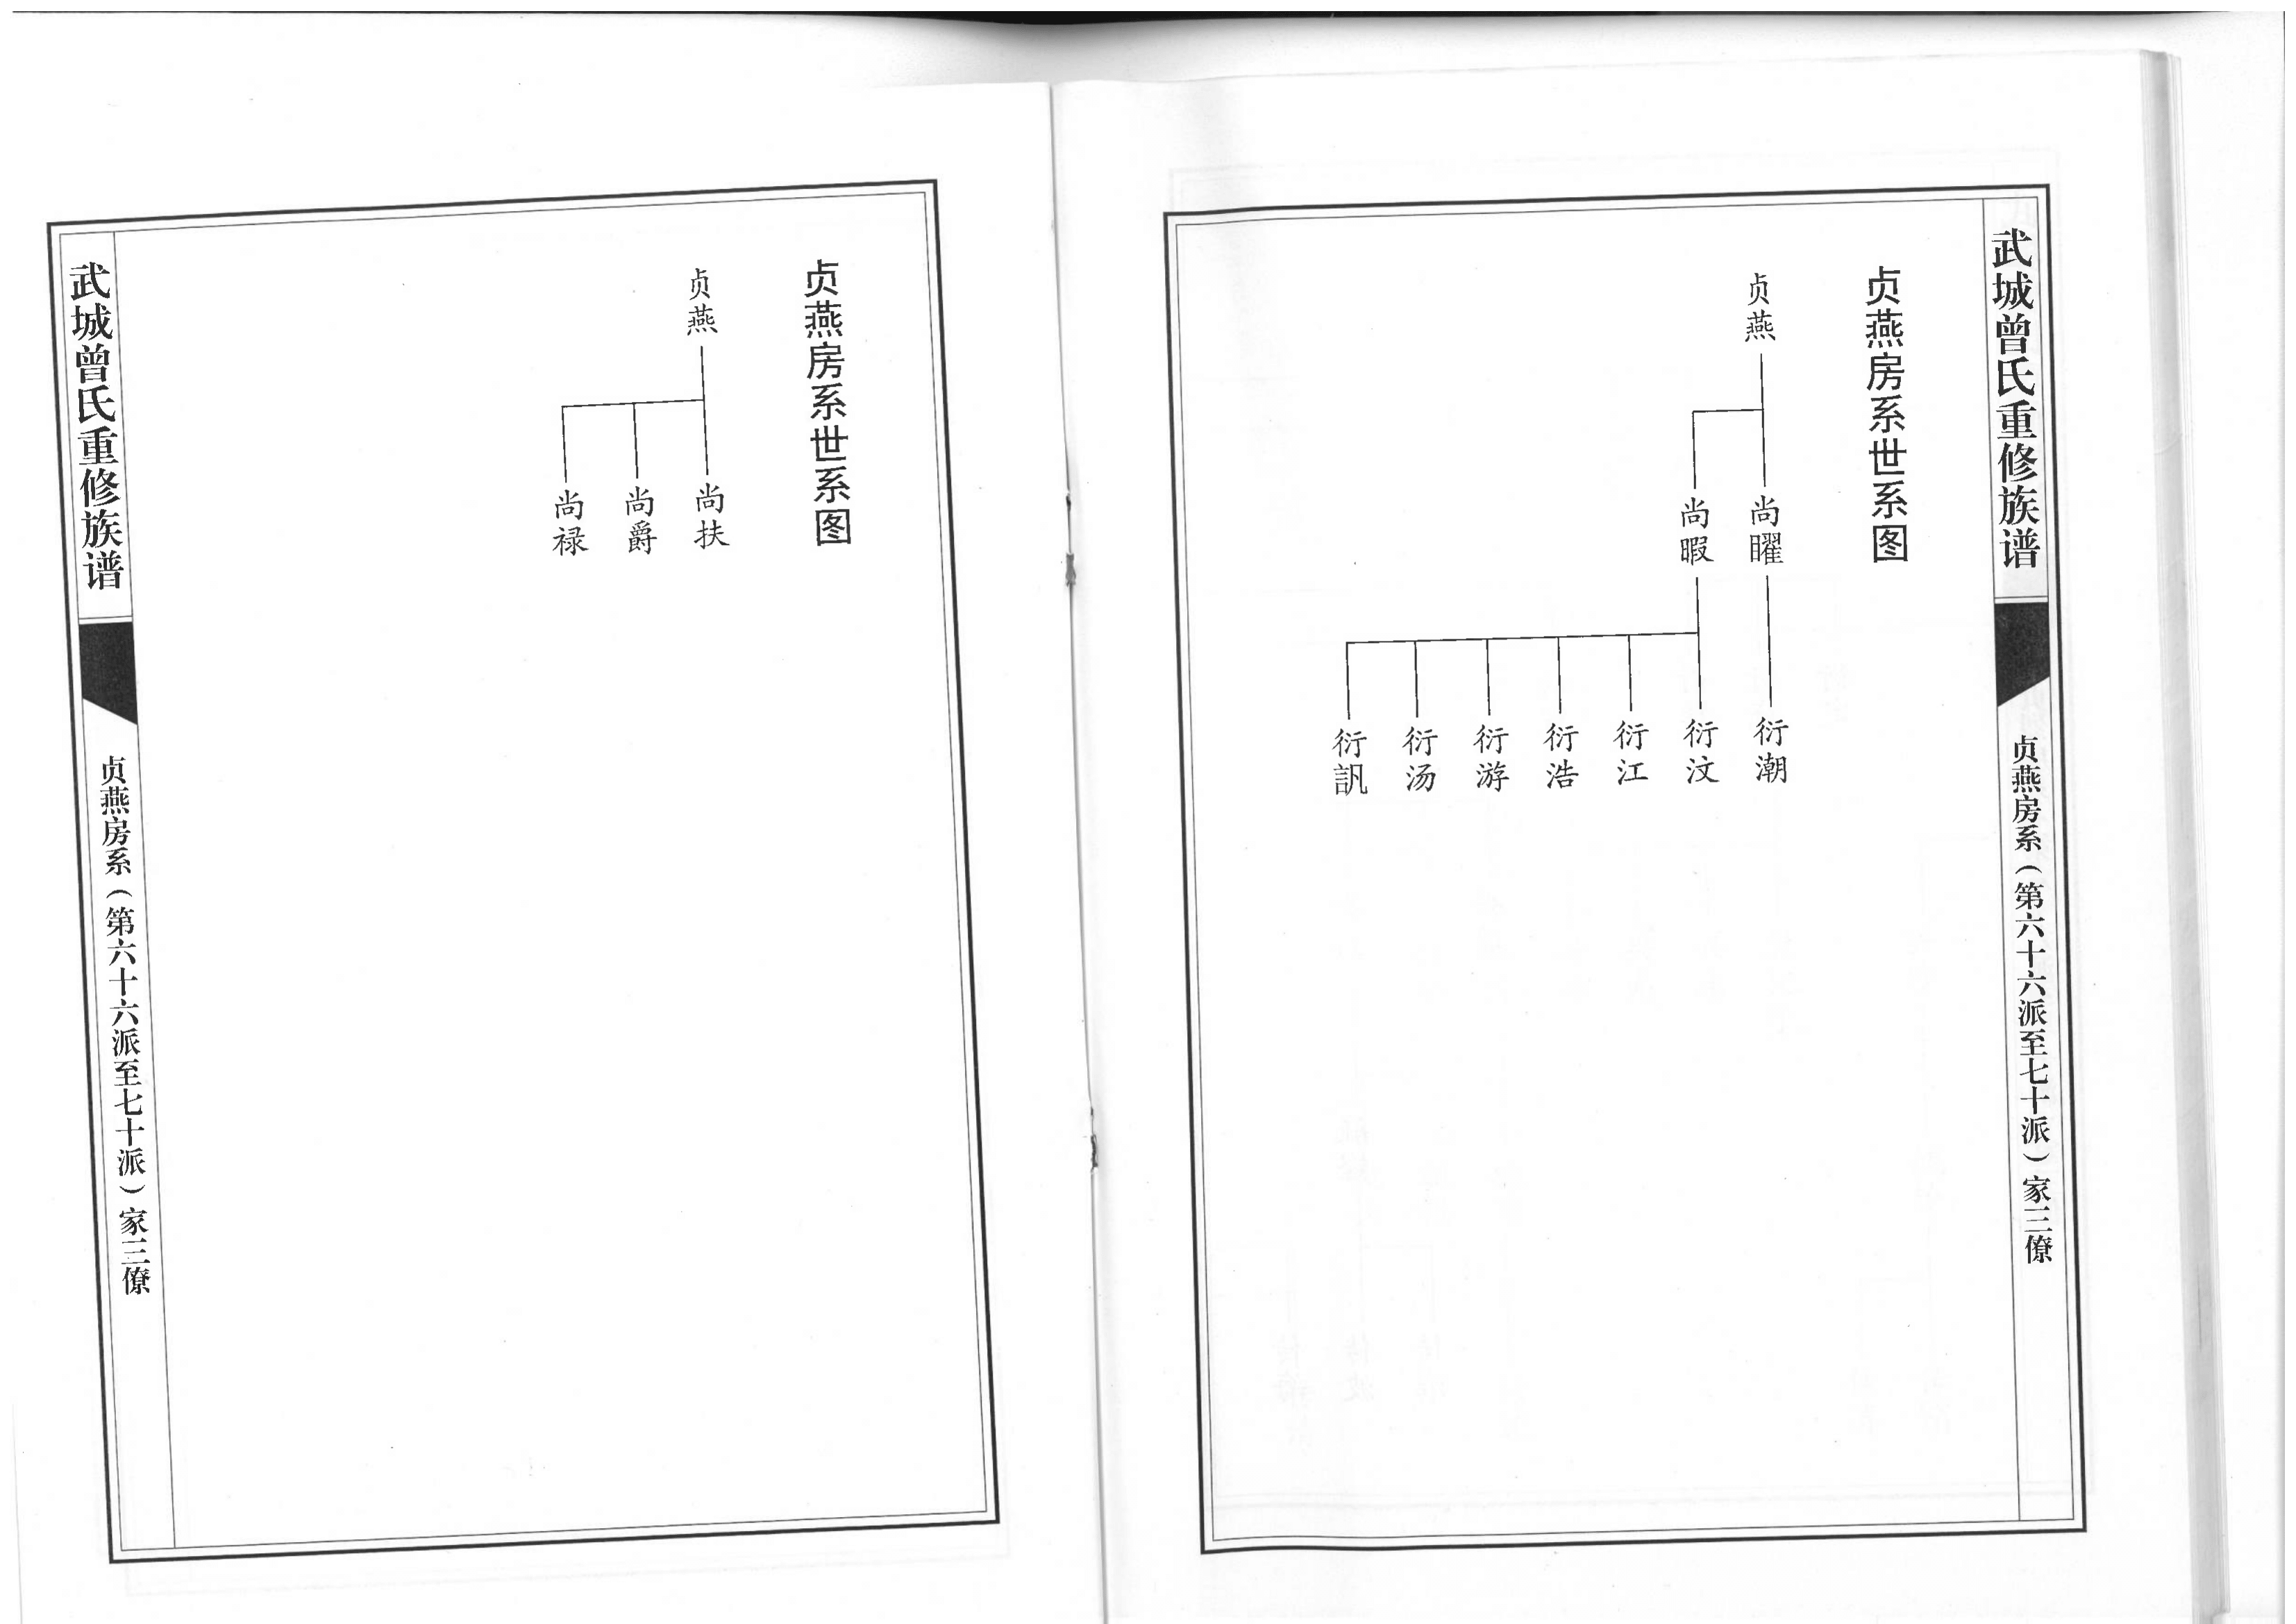 武城曾氏重修族谱
贞燕房系（第六十六派至七十派）家三僚
贞燕房系世系图
贞燕
尚曜
尚暇
衍潮
衍汶
衍江
衍浩
衍游
衍汤
衍訊
贞燕房系世系图
贞燕
尚扶
尚爵
尚禄
武城曾氏重修族谱
贞燕房系（第六十六派至七十派）家三僚